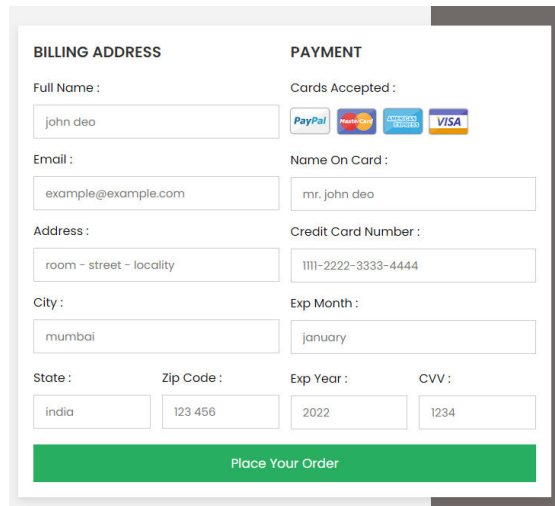 BILLING ADDRESS
Full Name :
john deo
Email :
example@example.com
Address :
room - street - locality
City :
mumbai
State :
Zip Code :
india
123 456
PAYMENT
Cards Accepted :
PayPal
MasterCard
AMERICAN EXPRESS
VISA
Name On Card :
mr. john deo
Credit Card Number :
1111-2222-3333-4444
Exp Month :
january
Exp Year :
CVV :
2022
1234
Place Your Order